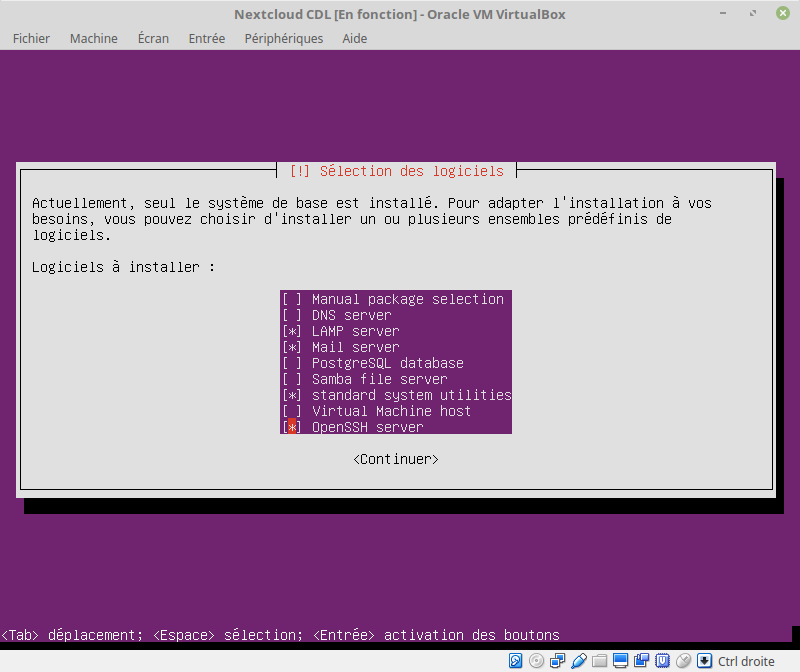 Nextcloud CDL [En fonction] - Oracle VM VirtualBox
Fichier Machine Écran Entrée Périphériques Aide
[!] Sélection des logiciels
Actuellement, seul le système de base est installé. Pour adapter l'installation à vos
besoins, vous pouvez choisir d'installer un ou plusieurs ensembles prédéfinis de
logiciels.
Logiciels à installer :
[ ] Manual package selection
[ ] DNS server
[*] LAMP server
[*] Mail server
[ ] PostgreSQL database
[ ] Samba file server
[*] standard system utilities
[ ] Virtual Machine host
[*] OpenSSH server
<Continuer>
<Tab> déplacement; <Espace> sélection; <Entrée> activation des boutons
Ctrl droite